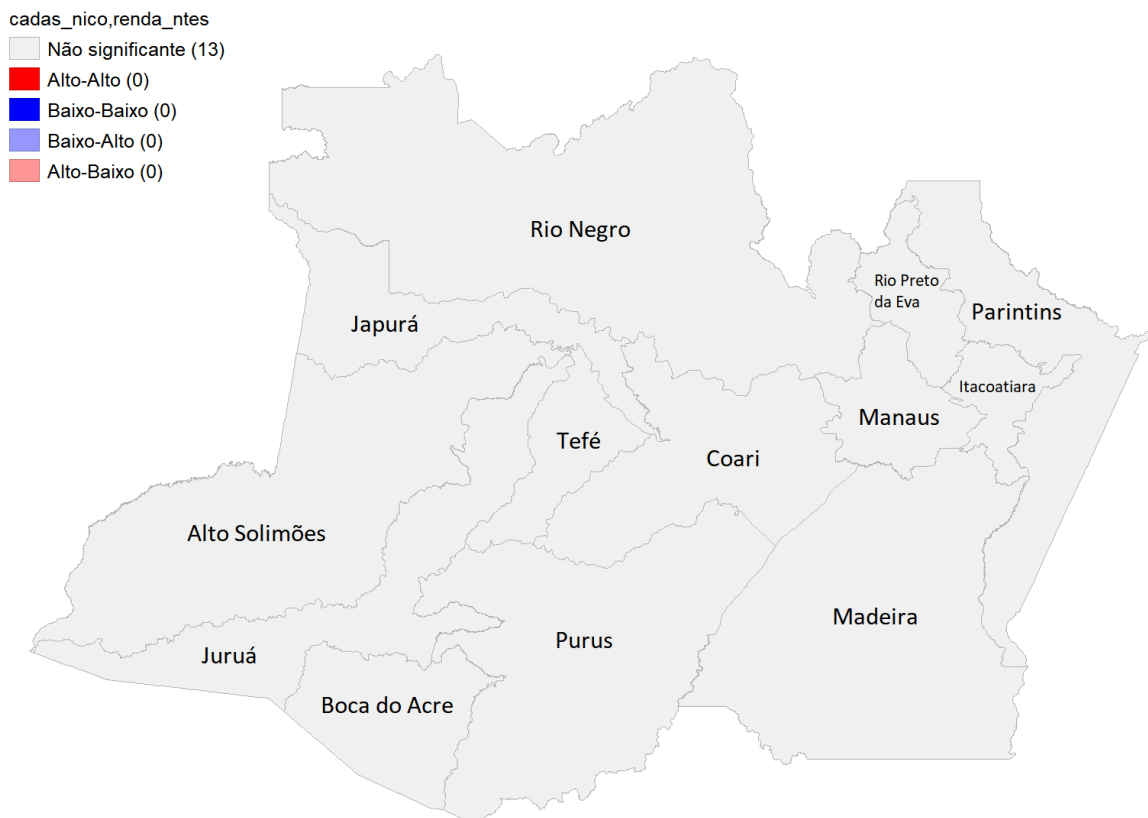 cadas_nico,renda_ntes
Não significante (13)
Alto-Alto (0)
Baixo-Baixo (0)
Baixo-Alto (0)
Alto-Baixo (0)
Rio Negro
Rio Preto
da Eva
Parintins
Japurá
Itacoatiara
Manaus
Tefé
Coari
Alto Solimões
Madeira
Purus
Juruá
Boca do Acre